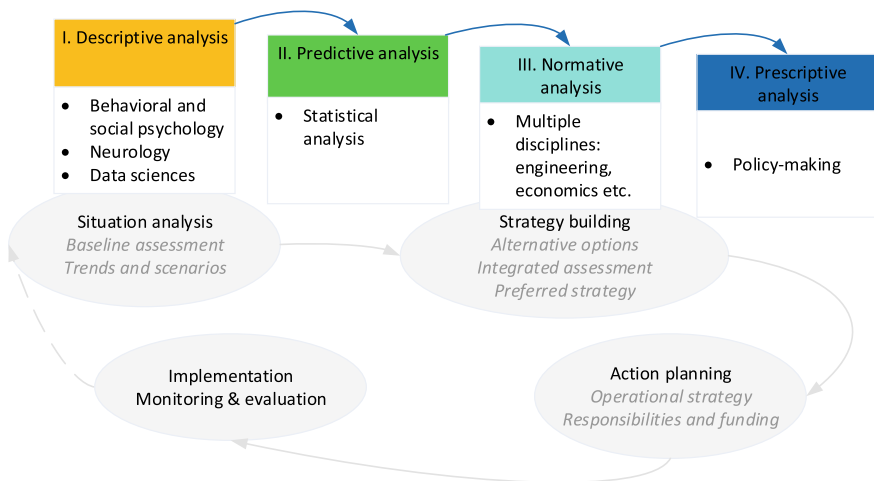 I. Descriptive analysis
• Behavioral and
social psychology
• Neurology
• Data sciences
II. Predictive analysis
• Statistical
analysis
III. Normative
analysis
• Multiple
disciplines:
engineering,
economics etc.
IV. Prescriptive
analysis
• Policy-making
Situation analysis
Baseline assessment
Trends and scenarios
Strategy building
Alternative options
Integrated assessment
Preferred strategy
Action planning
Operational strategy
Responsibilities and funding
Implementation
Monitoring & evaluation